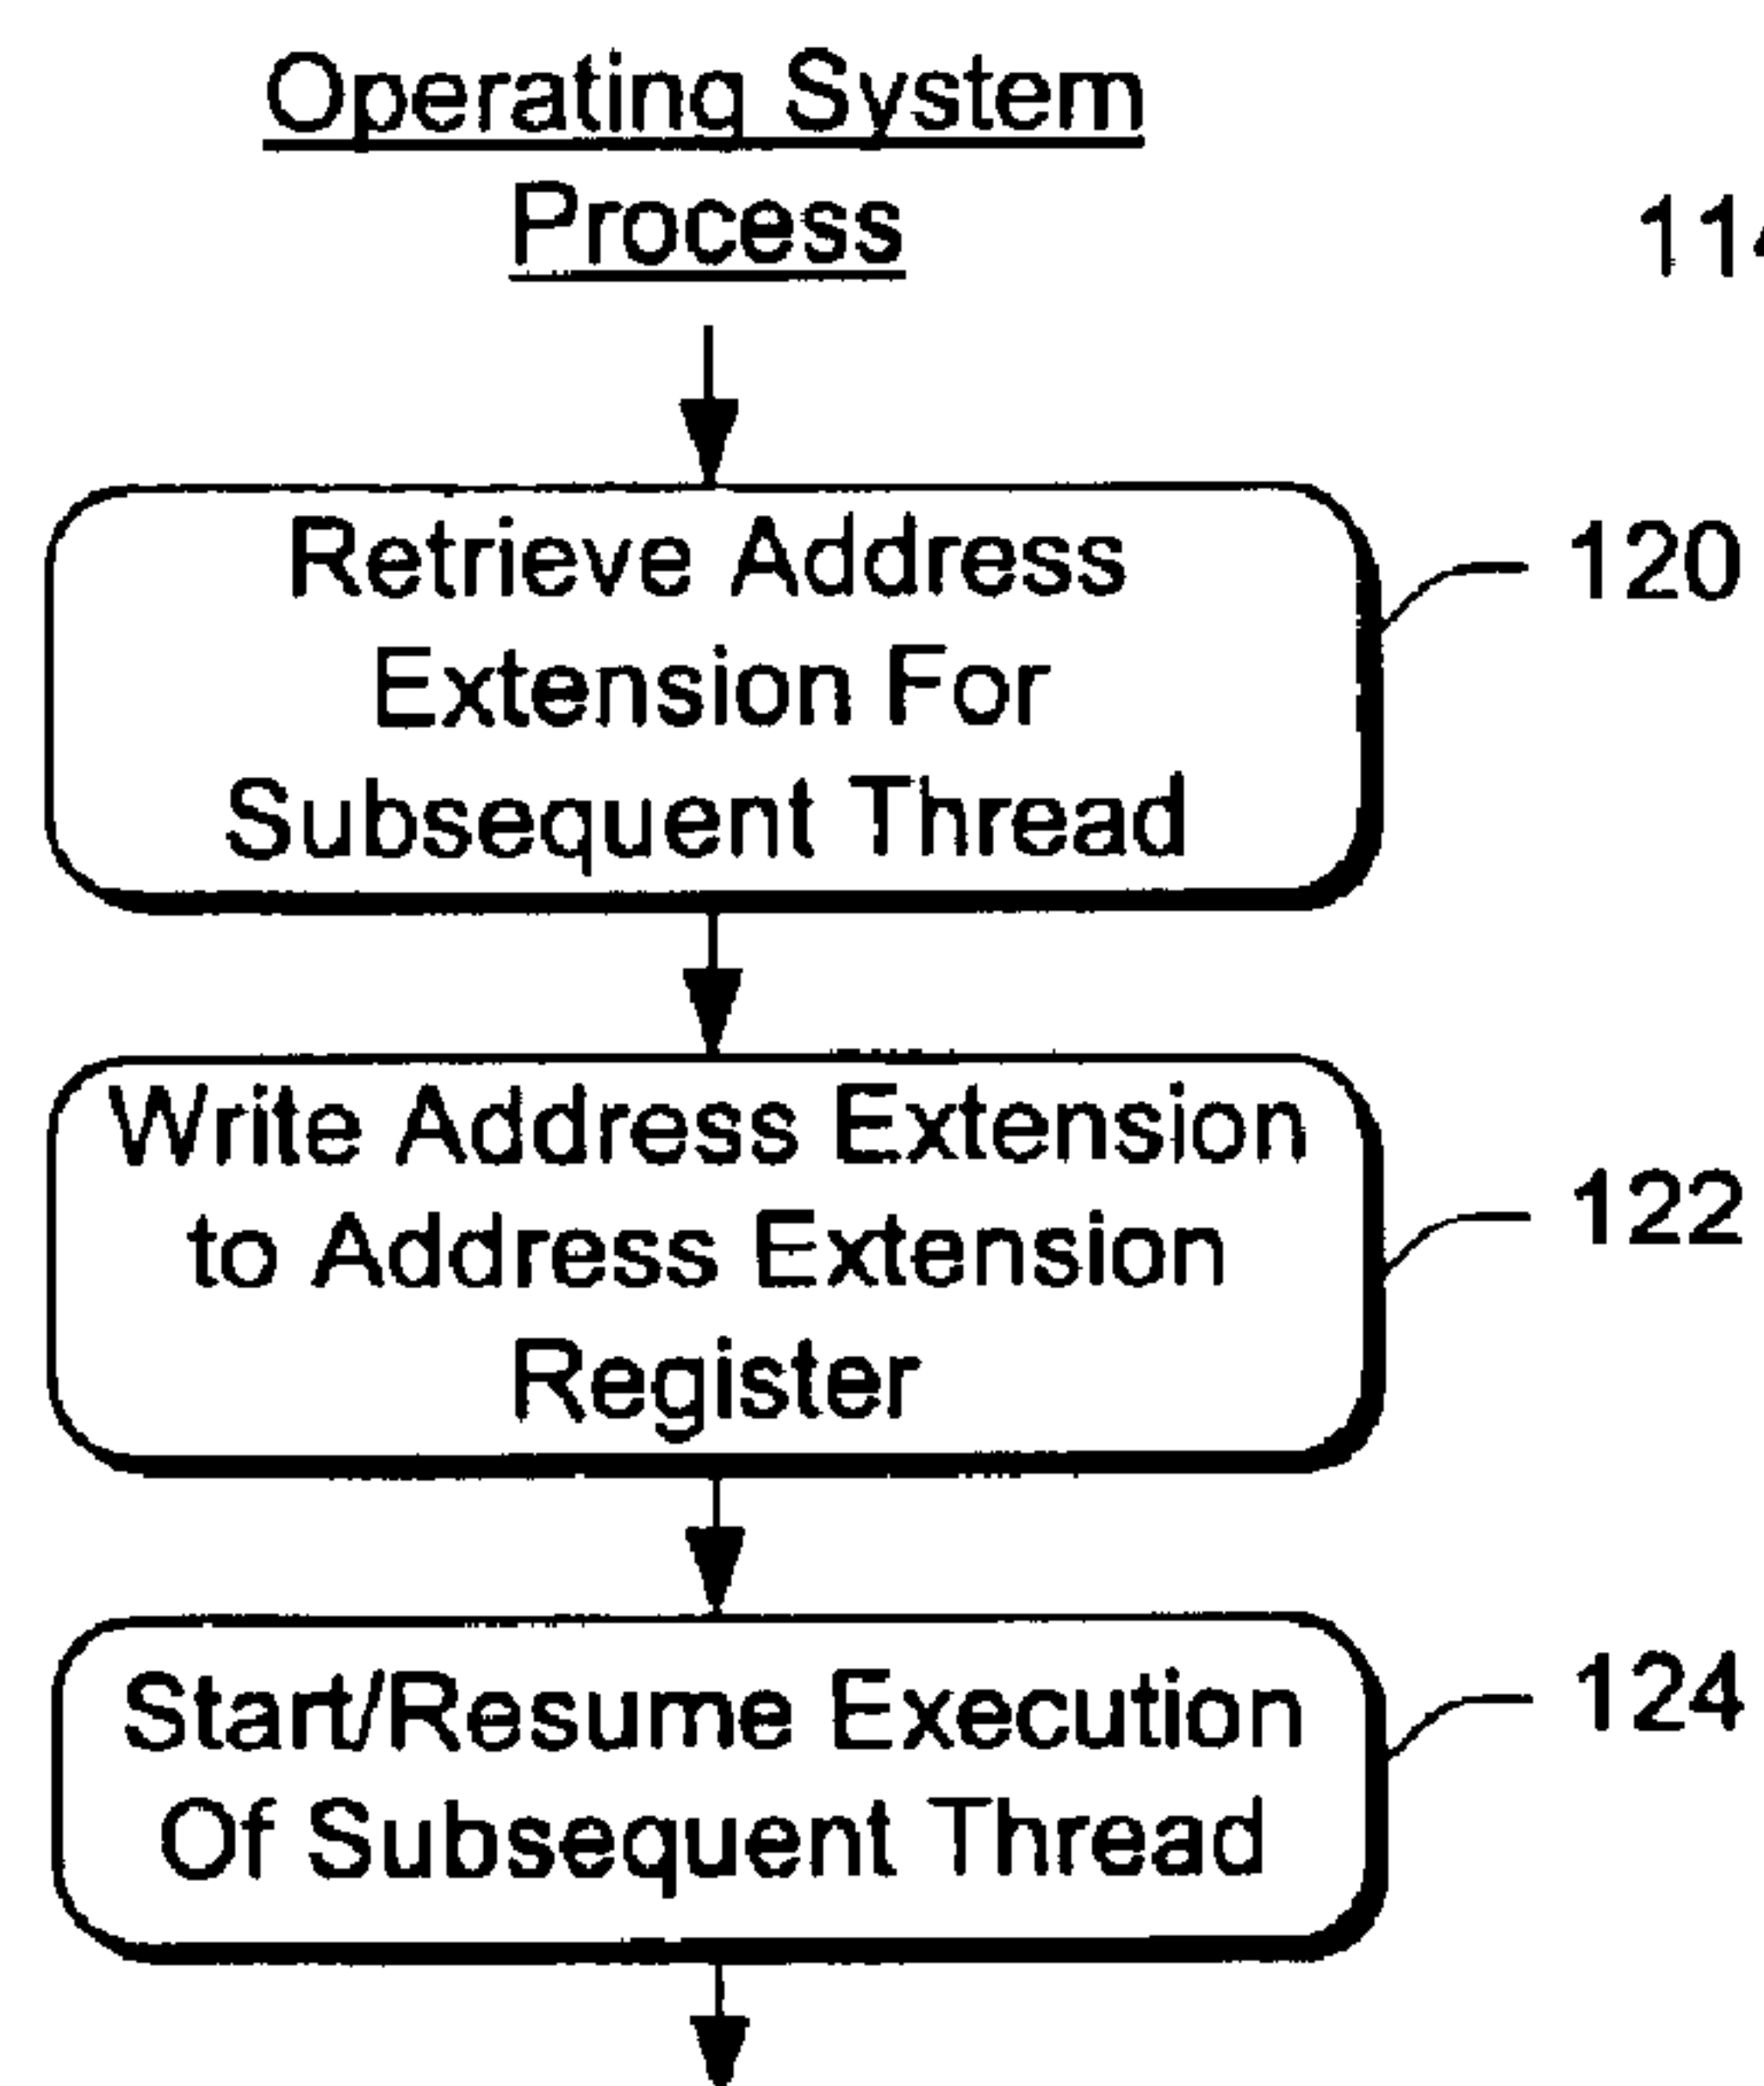 Operating System
Process
114
Retrieve Address
Extension For
Subsequent Thread
120
Write Address Extension
to Address Extension
Register
122
Start/Resume Execution
Of Subsequent Thread
124